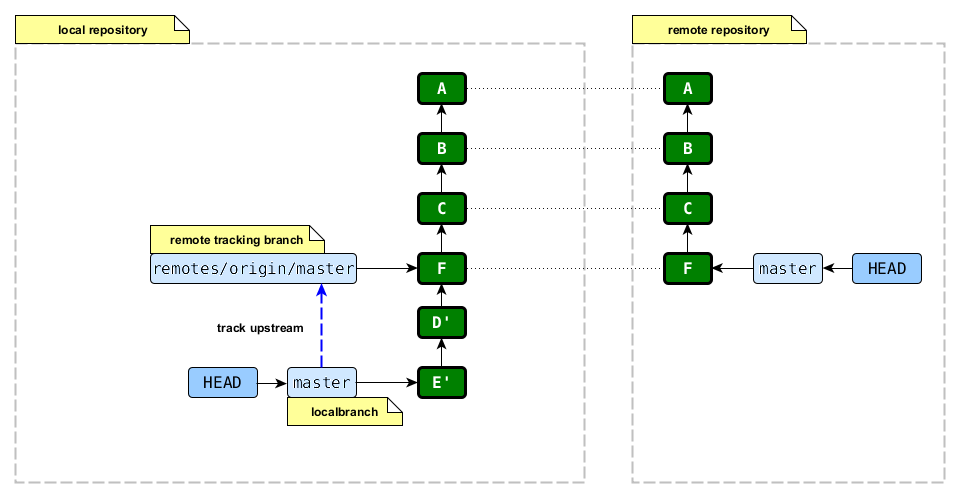 local repository
remote repository
A
A
B
B
C
C
remote tracking branch
remotes/origin/master
F
F
master
HEAD
D'
track upstream
HEAD
master
E'
localbranch